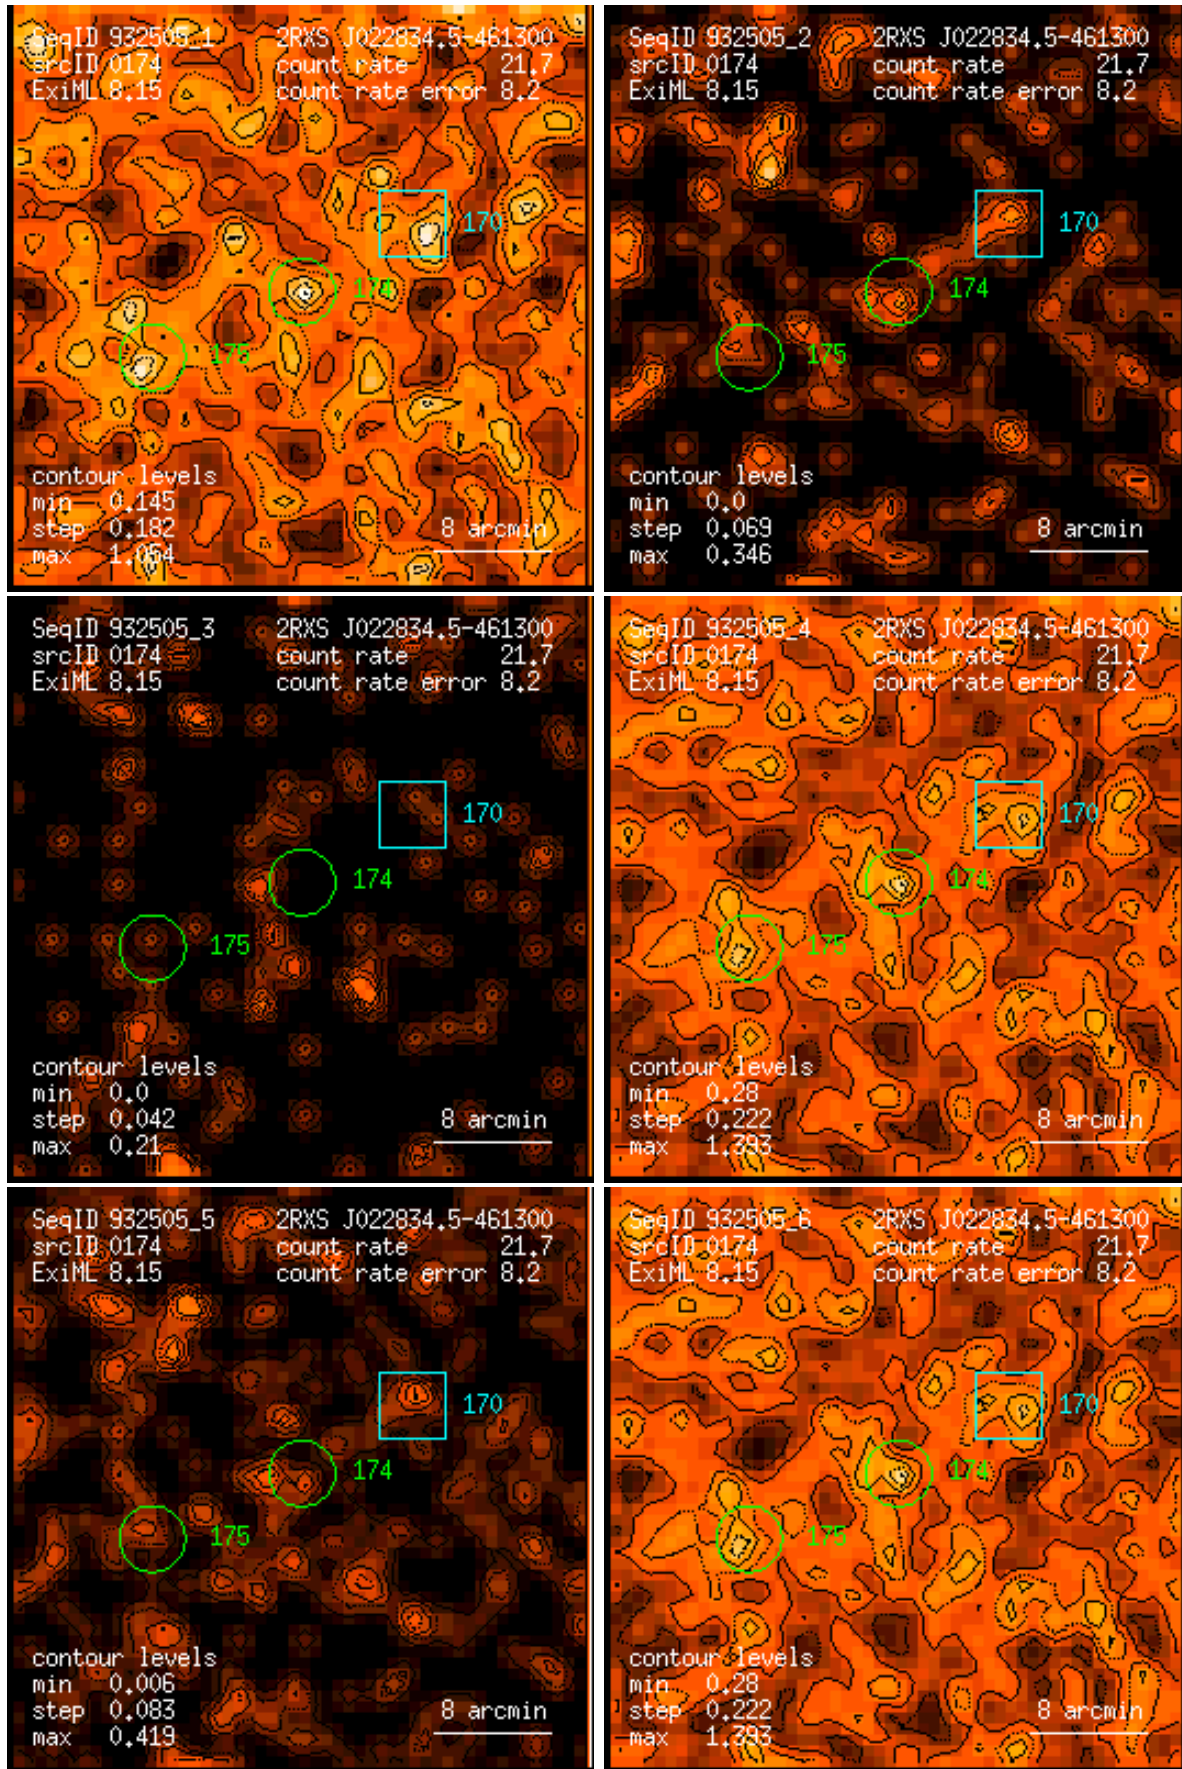 SeqID 932505_1 2RXS J022834.5-461300
srcID 0174 count rate 21.7
ExiML 8.15 count rate error 8.2
170
174
175
contour levels
min 0.145
step 0.182 8 arcmin
max 1.054
SeqID 932505_2 2RXS J022834.5-461300
srcID 0174 count rate 21.7
ExiML 8.15 count rate error 8.2
170
174
175
contour levels
min 0.0
step 0.069 8 arcmin
max 0.346
SeqID 932505_3 2RXS J022834.5-461300
srcID 0174 count rate 21.7
ExiML 8.15 count rate error 8.2
170
174
175
contour levels
min 0.0
step 0.042 8 arcmin
max 0.21
SeqID 932505_4 2RXS J022834.5-461300
srcID 0174 count rate 21.7
ExiML 8.15 count rate error 8.2
170
174
175
contour levels
min 0.28
step 0.222 8 arcmin
max 1.393
SeqID 932505_5 2RXS J022834.5-461300
srcID 0174 count rate 21.7
ExiML 8.15 count rate error 8.2
170
174
175
contour levels
min 0.006
step 0.083 8 arcmin
max 0.419
SeqID 932505_6 2RXS J022834.5-461300
srcID 0174 count rate 21.7
ExiML 8.15 count rate error 8.2
170
174
175
contour levels
min 0.28
step 0.222 8 arcmin
max 1.393